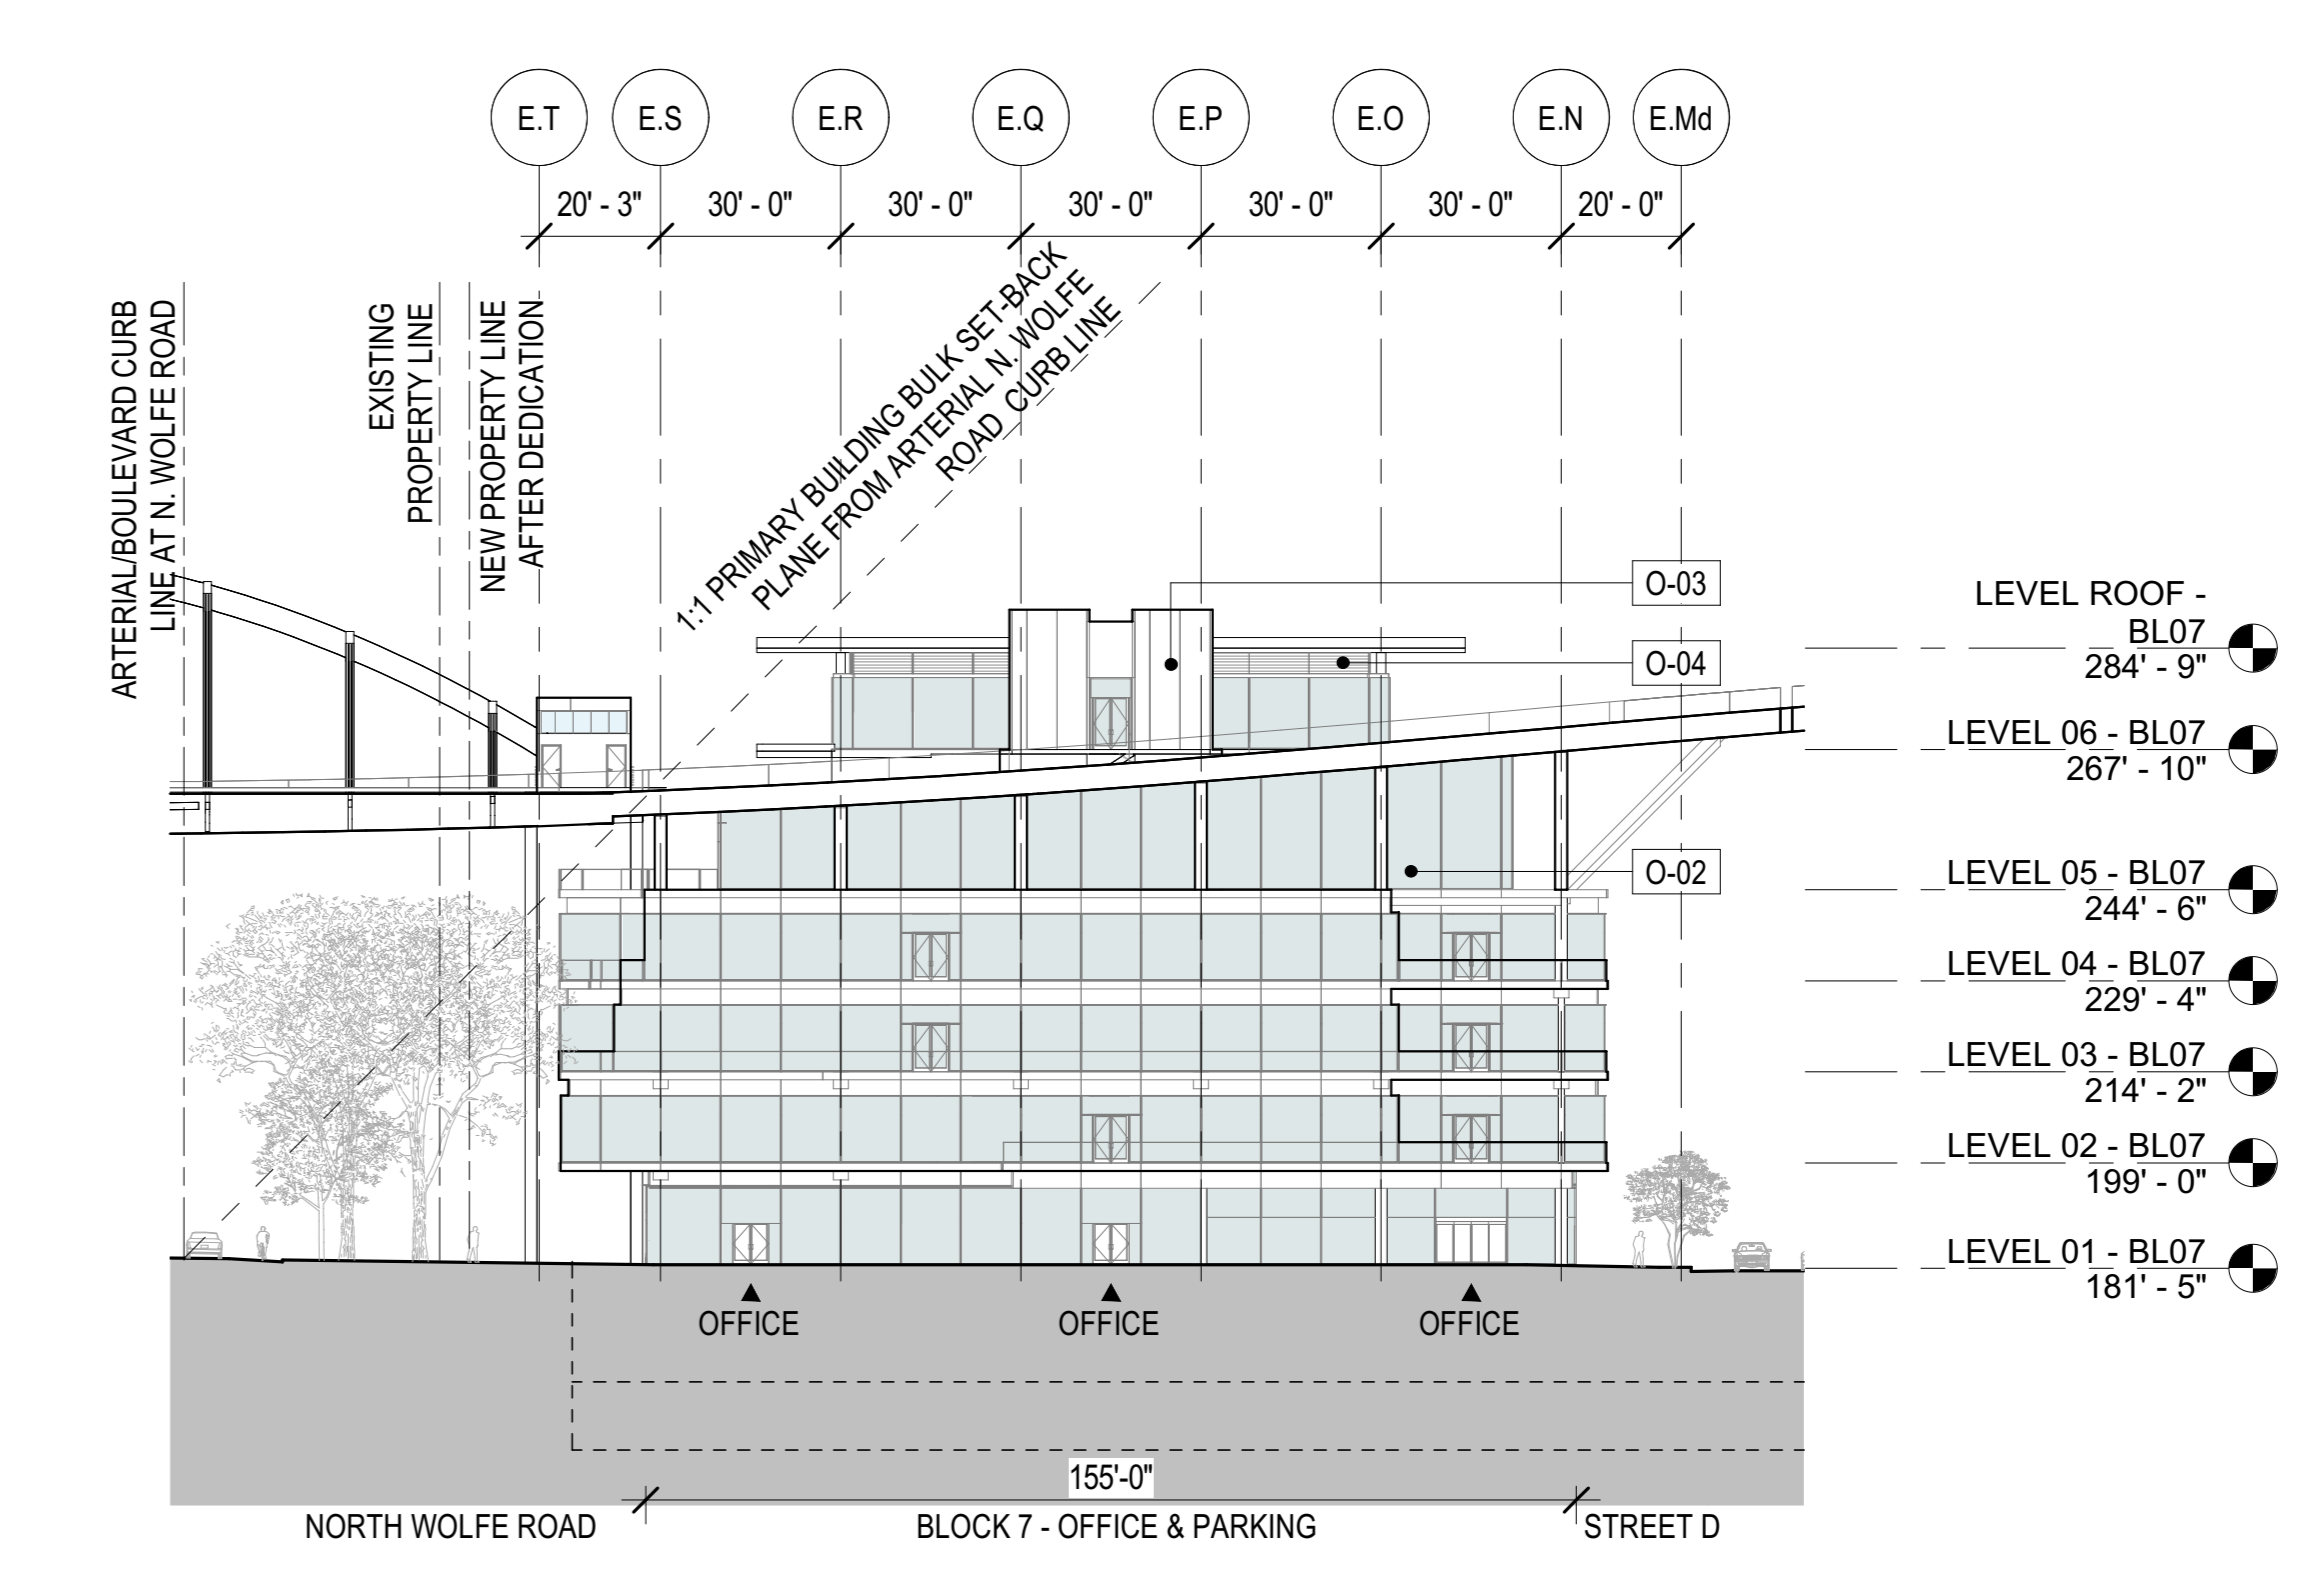 E.T
E.S
E.R
E.Q
E.P
E.O
E.N
E.Md
20' - 3"
30' - 0"
30' - 0"
30' - 0"
30' - 0"
30' - 0"
20' - 0"
ARTERIAL/BOULEVARD CURB
LINE AT N. WOLFE ROAD
EXISTING
PROPERTY LINE
NEW PROPERTY LINE
AFTER DEDICATION
1:1 PRIMARY BUILDING BULK SET-BACK
PLANE FROM ARTERIAL N. WOLFE
ROAD CURB LINE
O-03
O-04
O-02
LEVEL ROOF -
BL07
284' - 9"
LEVEL 06 - BL07
267' - 10"
LEVEL 05 - BL07
244' - 6"
LEVEL 04 - BL07
229' - 4"
LEVEL 03 - BL07
214' - 2"
LEVEL 02 - BL07
199' - 0"
LEVEL 01 - BL07
181' - 5"
OFFICE
OFFICE
OFFICE
155'-0"
NORTH WOLFE ROAD
BLOCK 7 - OFFICE & PARKING
STREET D